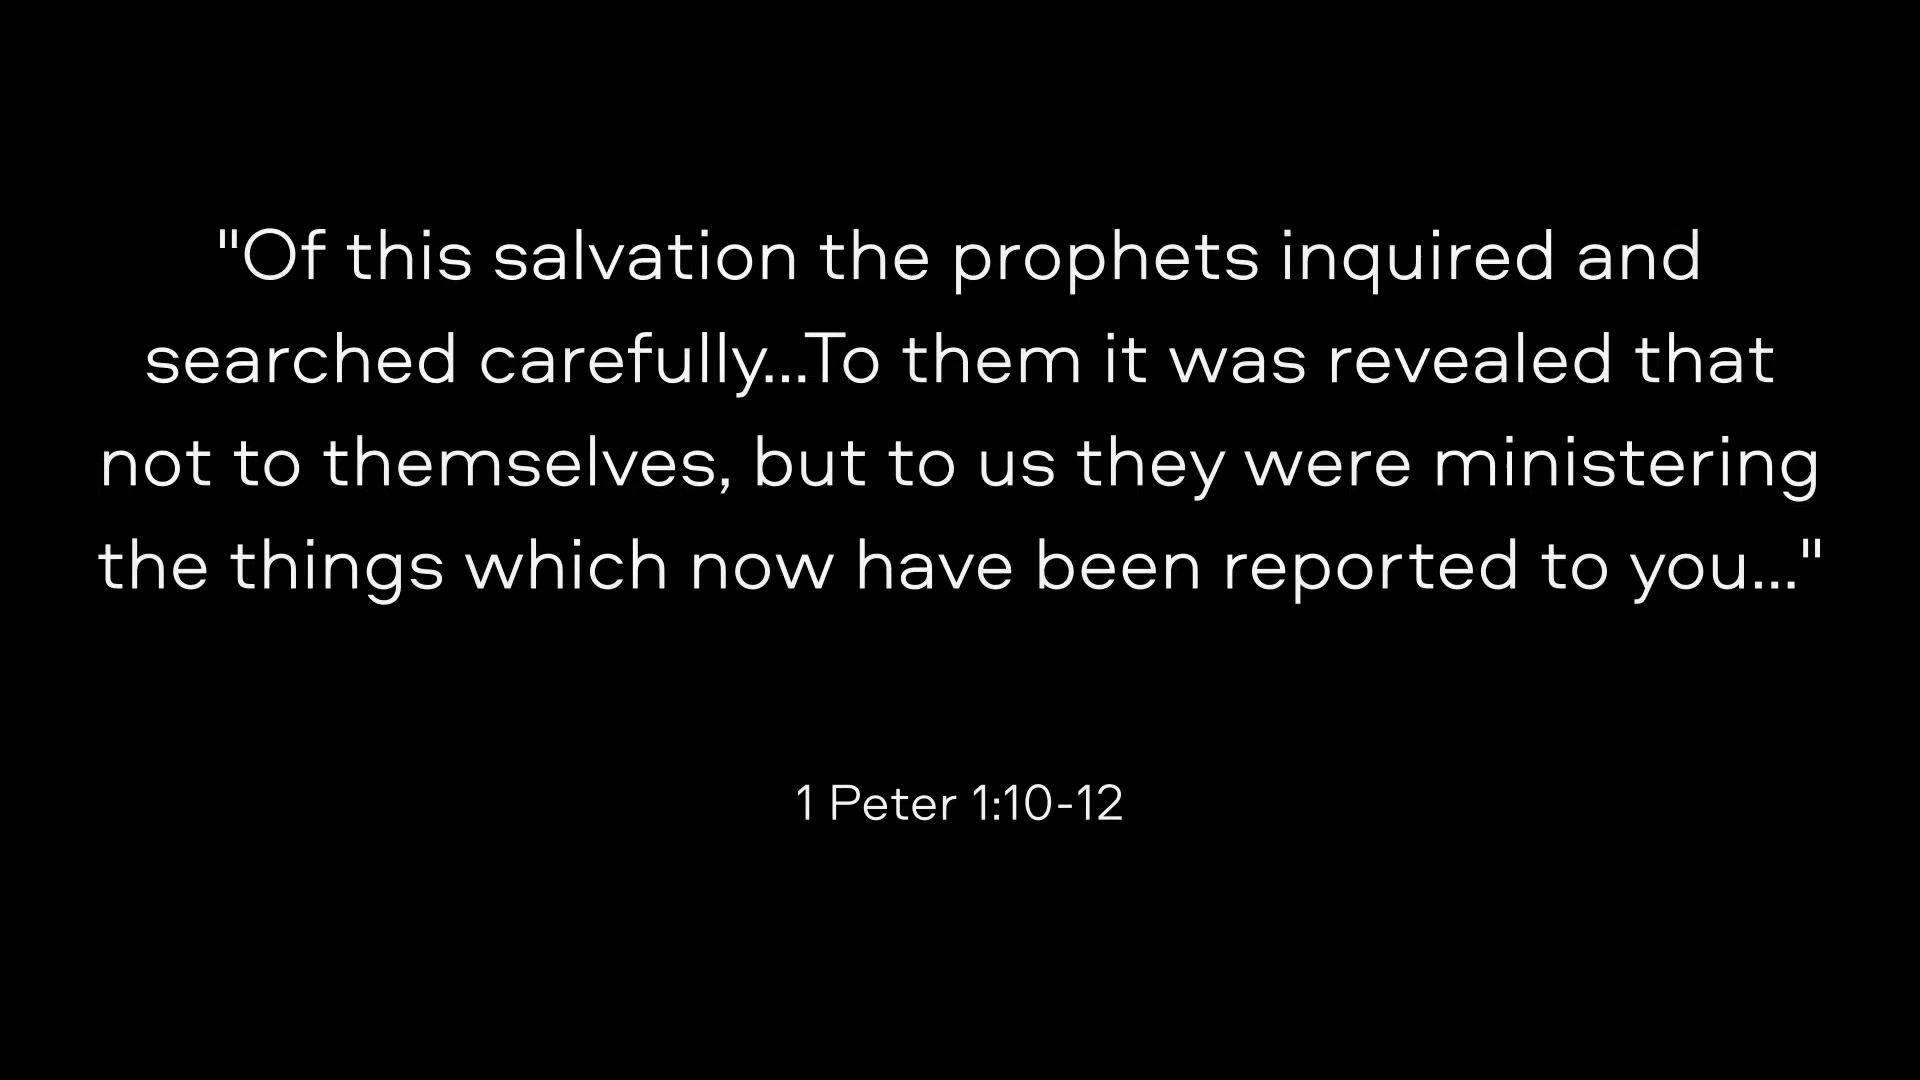 "Of this salvation the prophets inquired and
searched carefully...To them it was revealed that
not to themselves, but to us they were ministering
the things which now have been reported to you..."
1 Peter 1:10-12